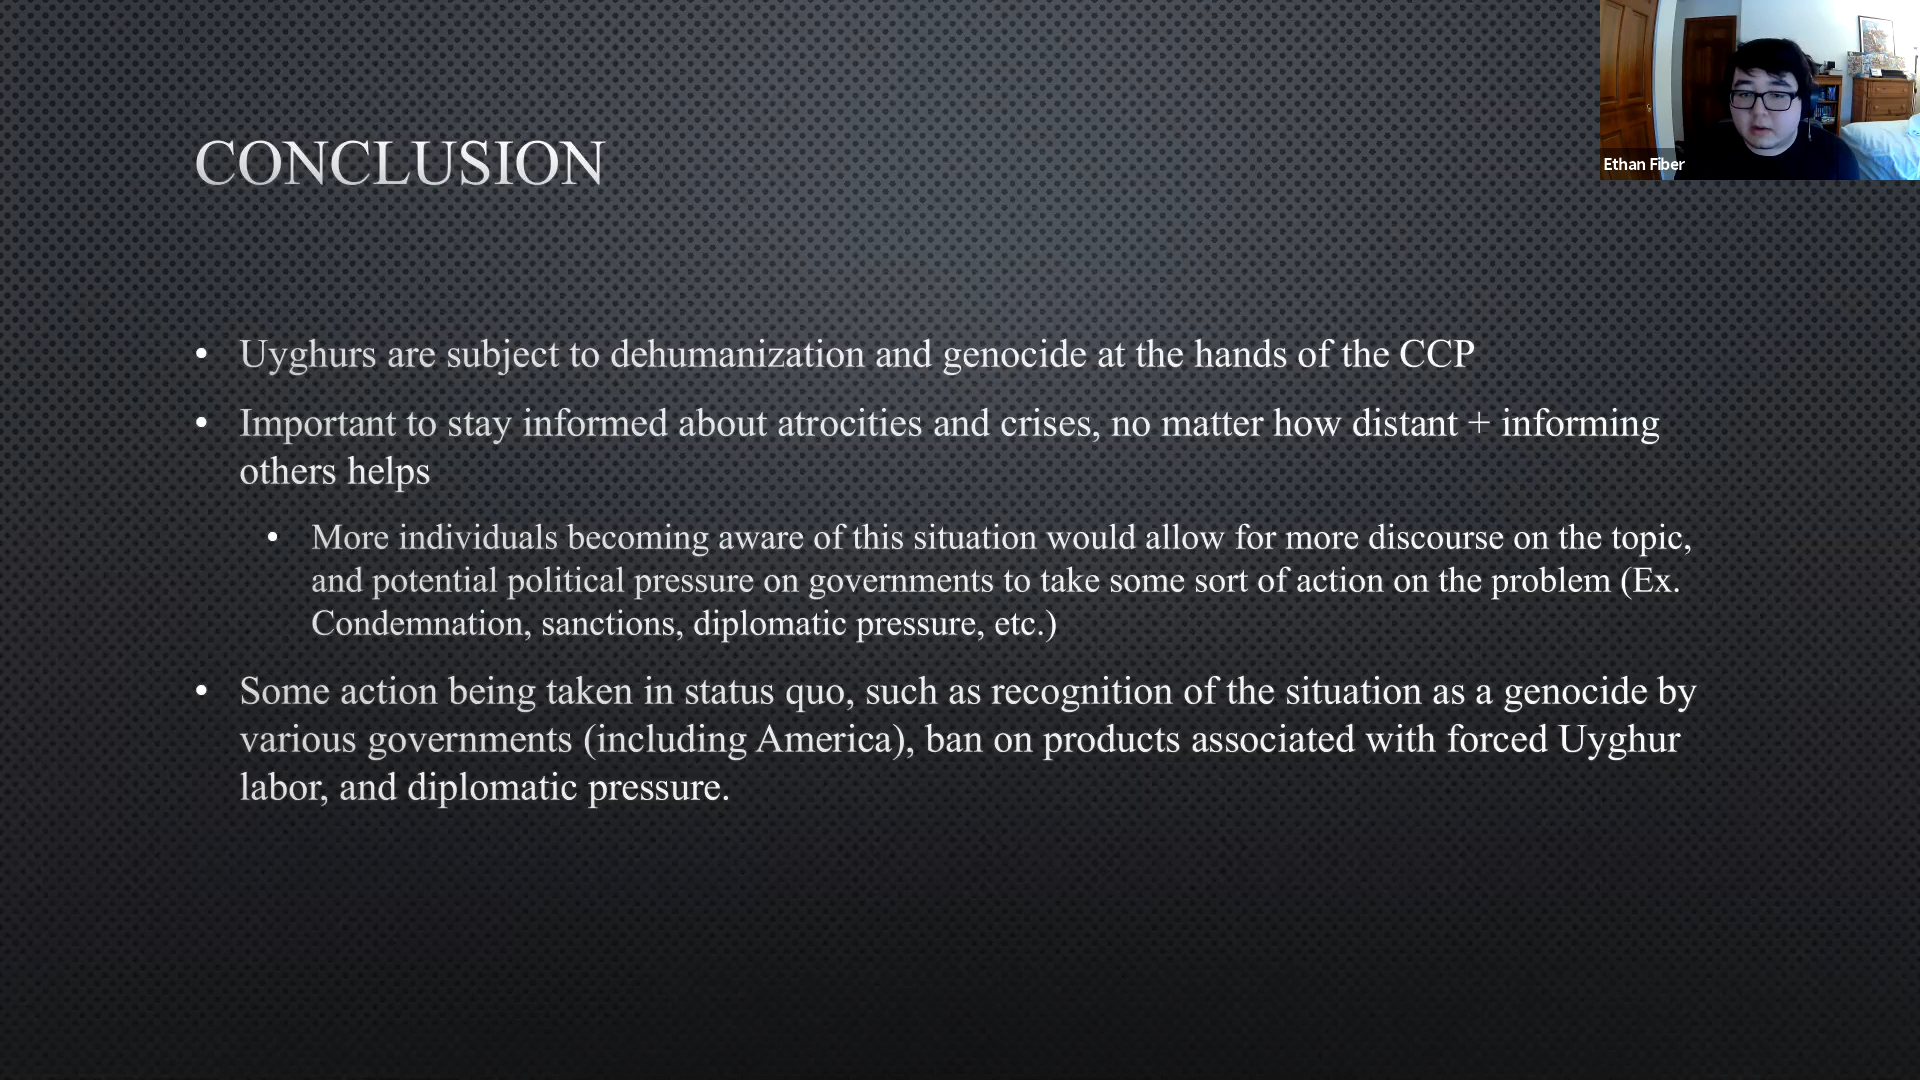 CONCLUSION
Ethan Fiber
• Uyghurs are subject to dehumanization and genocide at the hands of the CCP
• Important to stay informed about atrocities and crises, no matter how distant + informing
others helps
• More individuals becoming aware of this situation would allow for more discourse on the topic,
and potential political pressure on governments to take some sort of action on the problem (Ex.
Condemnation, sanctions, diplomatic pressure, etc.)
• Some action being taken in status quo, such as recognition of the situation as a genocide by
various governments (including America), ban on products associated with forced Uyghur
labor, and diplomatic pressure.